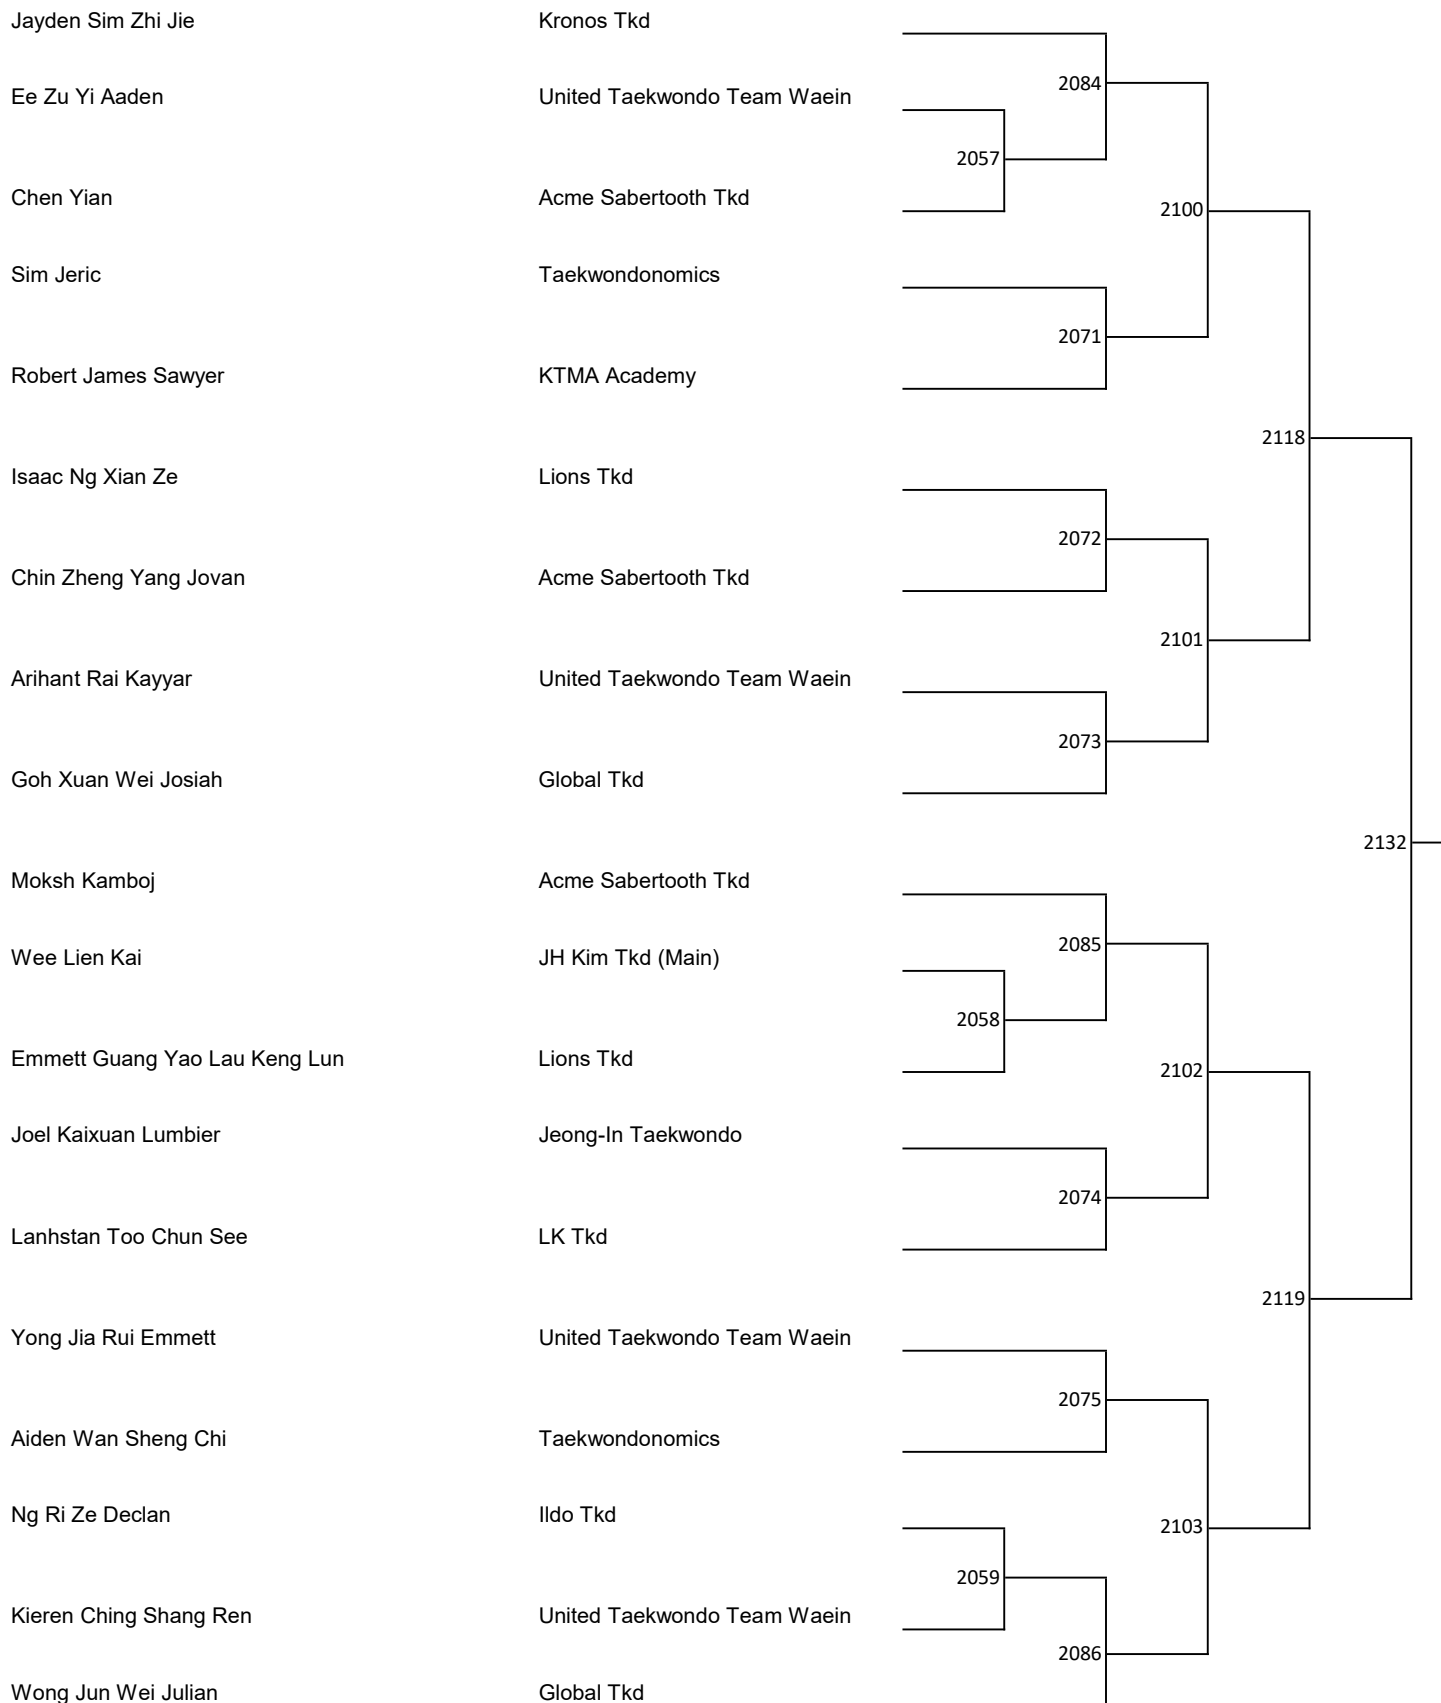 Jayden Sim Zhi Jie Kronos Tkd
2084
Ee Zu Yi Aaden United Taekwondo Team Waein
2057
Chen Yian Acme Sabertooth Tkd
2100
Sim Jeric Taekwondonomics
2071
Robert James Sawyer KTMA Academy
2118
Isaac Ng Xian Ze Lions Tkd
2072
Chin Zheng Yang Jovan Acme Sabertooth Tkd
2101
Arihant Rai Kayyar United Taekwondo Team Waein
2073
Goh Xuan Wei Josiah Global Tkd
2132
Moksh Kamboj Acme Sabertooth Tkd
2085
Wee Lien Kai JH Kim Tkd (Main)
2058
Emmett Guang Yao Lau Keng Lun Lions Tkd
2102
Joel Kaixuan Lumbier Jeong-In Taekwondo
2074
Lanhstan Too Chun See LK Tkd
2119
Yong Jia Rui Emmett United Taekwondo Team Waein
2075
Aiden Wan Sheng Chi Taekwondonomics
Ng Ri Ze Declan Ildo Tkd
2103
2059
Kieren Ching Shang Ren United Taekwondo Team Waein
2086
Wong Jun Wei Julian Global Tkd